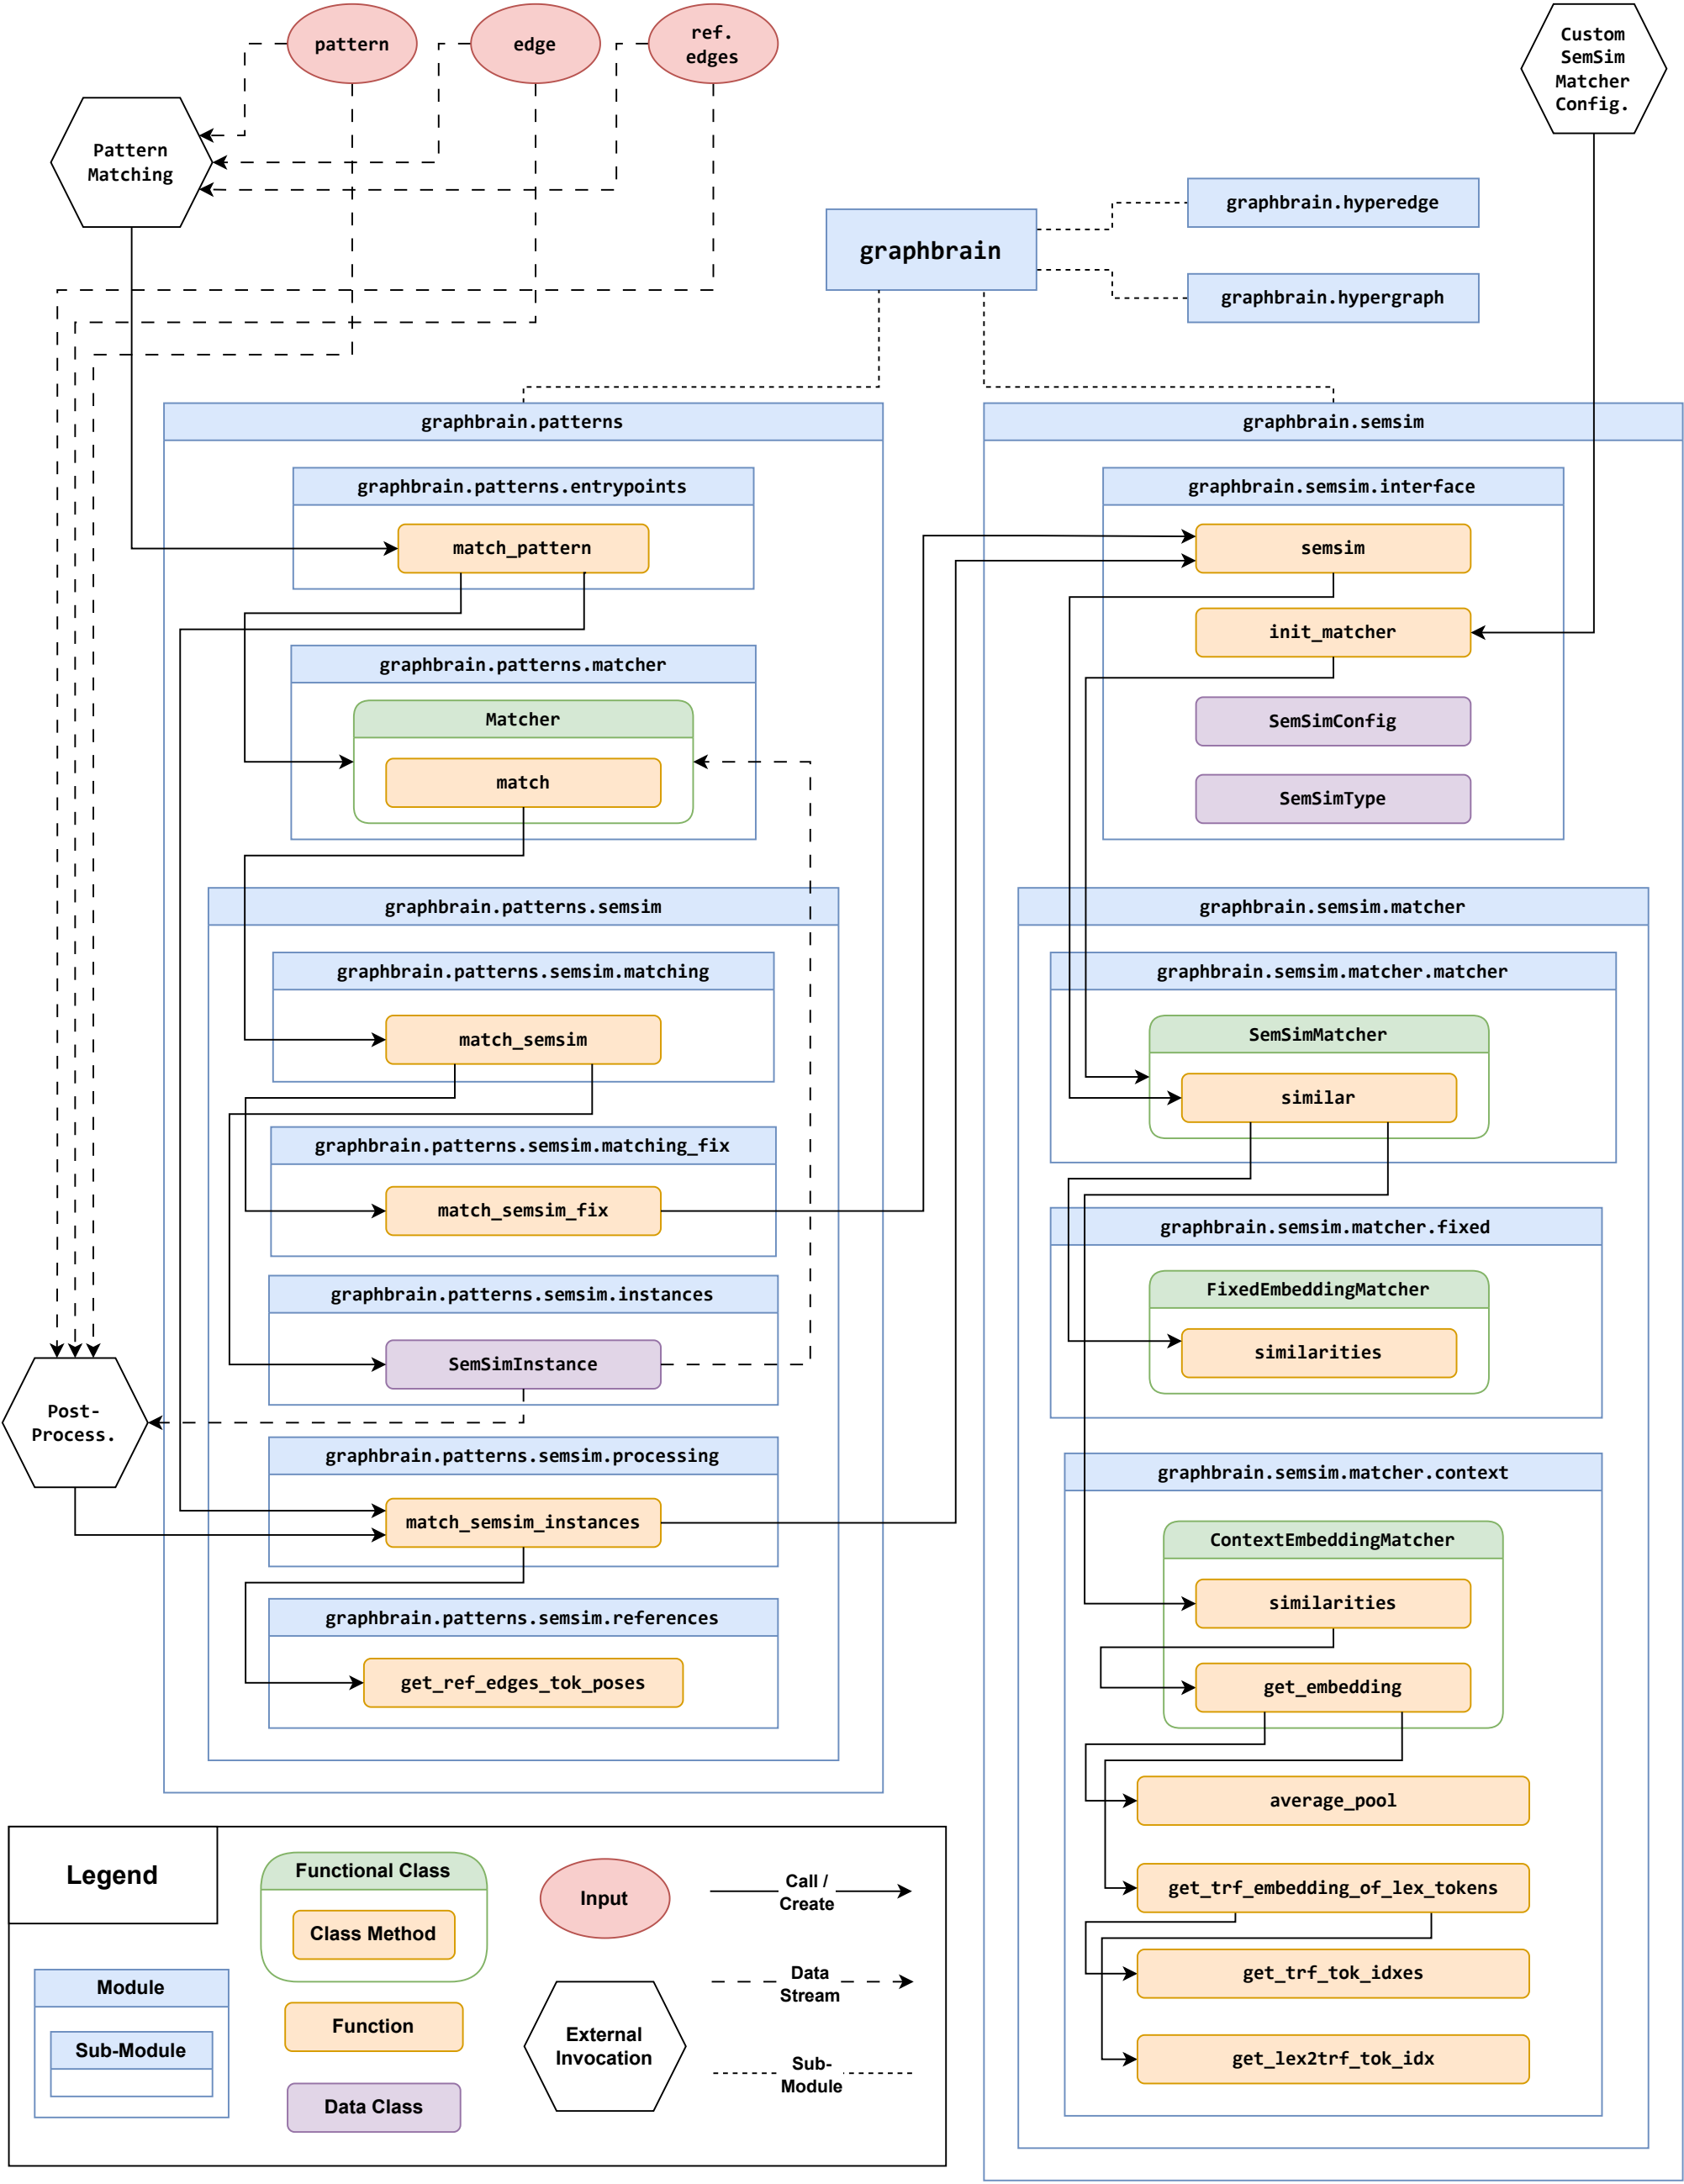 pattern
edge
ref.
edges
Custom
SemSim
Matcher
Config.
Pattern
Matching
graphbrain
graphbrain.hyperedge
graphbrain.hypergraph
graphbrain.patterns
graphbrain.patterns.entrypoints
match_pattern
graphbrain.patterns.matcher
Matcher
match
graphbrain.patterns.semsim
graphbrain.patterns.semsim.matching
match_semsim
graphbrain.patterns.semsim.matching_fix
match_semsim_fix
graphbrain.patterns.semsim.instances
SemSimInstance
Post-
Process.
graphbrain.patterns.semsim.processing
match_semsim_instances
graphbrain.patterns.semsim.references
get_ref_edges_tok_poses
graphbrain.semsim
graphbrain.semsim.interface
semsim
init_matcher
SemSimConfig
SemSimType
graphbrain.semsim.matcher
graphbrain.semsim.matcher.matcher
SemSimMatcher
similar
graphbrain.semsim.matcher.fixed
FixedEmbeddingMatcher
similarities
graphbrain.semsim.matcher.context
ContextEmbeddingMatcher
similarities
get_embedding
average_pool
get_trf_embedding_of_lex_tokens
get_trf_tok_idxes
get_lex2trf_tok_idx
Legend
Module
Sub-Module
Functional Class
Class Method
Function
Data Class
Input
External
Invocation
Call /
Create
Data
Stream
Sub-
Module